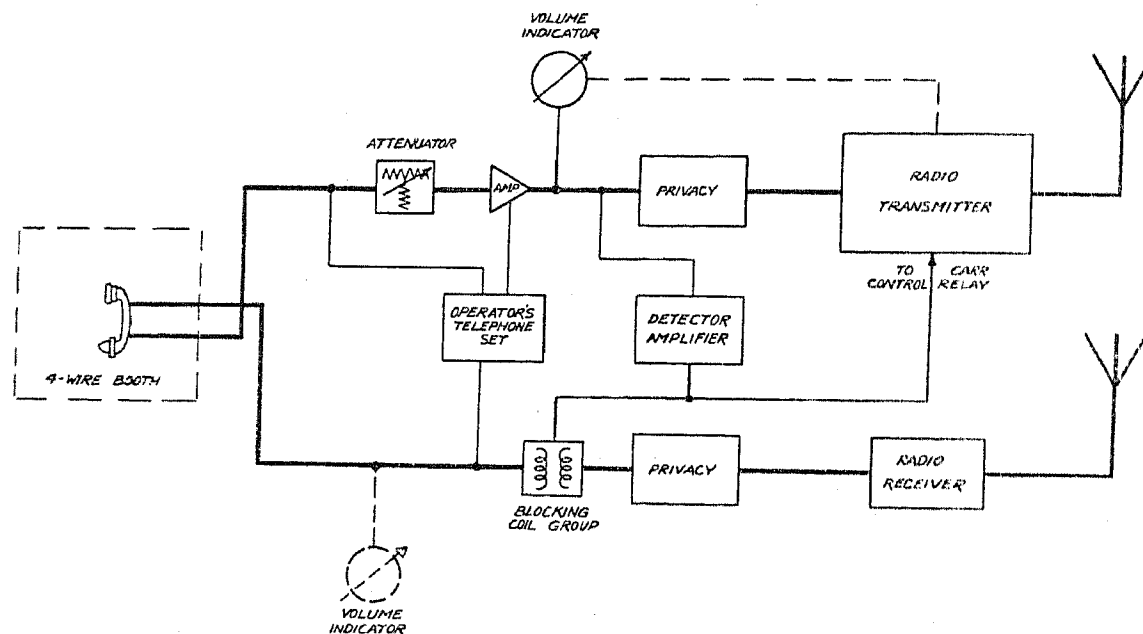 VOLUME
INDICATOR
ATTENUATOR
AMP
PRIVACY
RADIO
TRANSMITTER
TO CARR
CONTROL RELAY
OPERATOR'S
TELEPHONE
SET
DETECTOR
AMPLIFIER
4-WIRE BOOTH
PRIVACY
RADIO
RECEIVER
BLOCKING
COIL GROUP
VOLUME
INDICATOR